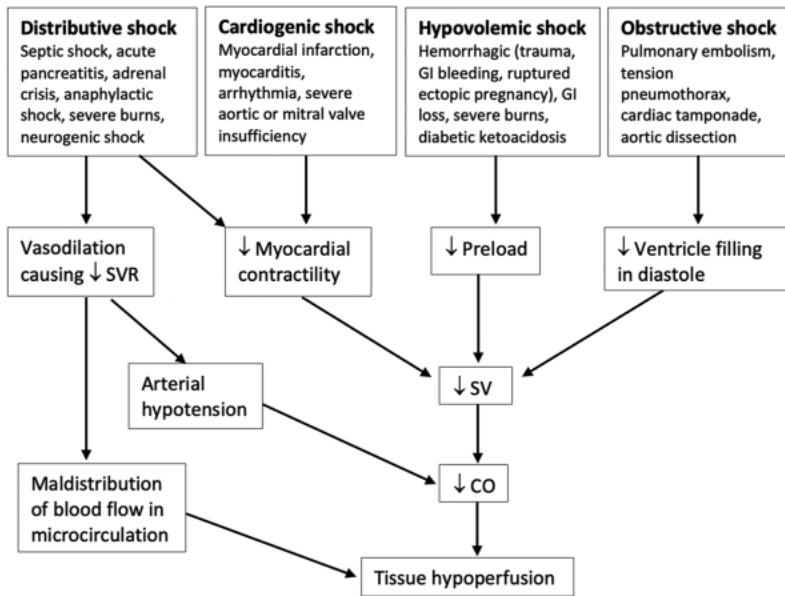 Distributive shock
Septic shock, acute
pancreatitis, adrenal
crisis, anaphylactic
shock, severe burns,
neurogenic shock
Cardiogenic shock
Myocardial infarction,
myocarditis,
arrhythmia, severe
aortic or mitral valve
insufficiency
Hypovolemic shock
Hemorrhagic (trauma,
GI bleeding, ruptured
ectopic pregnancy), GI
loss, severe burns,
diabetic ketoacidosis
Obstructive shock
Pulmonary embolism,
tension
pneumothorax,
cardiac tamponade,
aortic dissection
Vasodilation
causing ↓ SVR
↓ Myocardial
contractility
↓ Preload
↓ Ventricle filling
in diastole
Arterial
hypotension
↓ SV
Maldistribution
of blood flow in
microcirculation
↓ CO
Tissue hypoperfusion